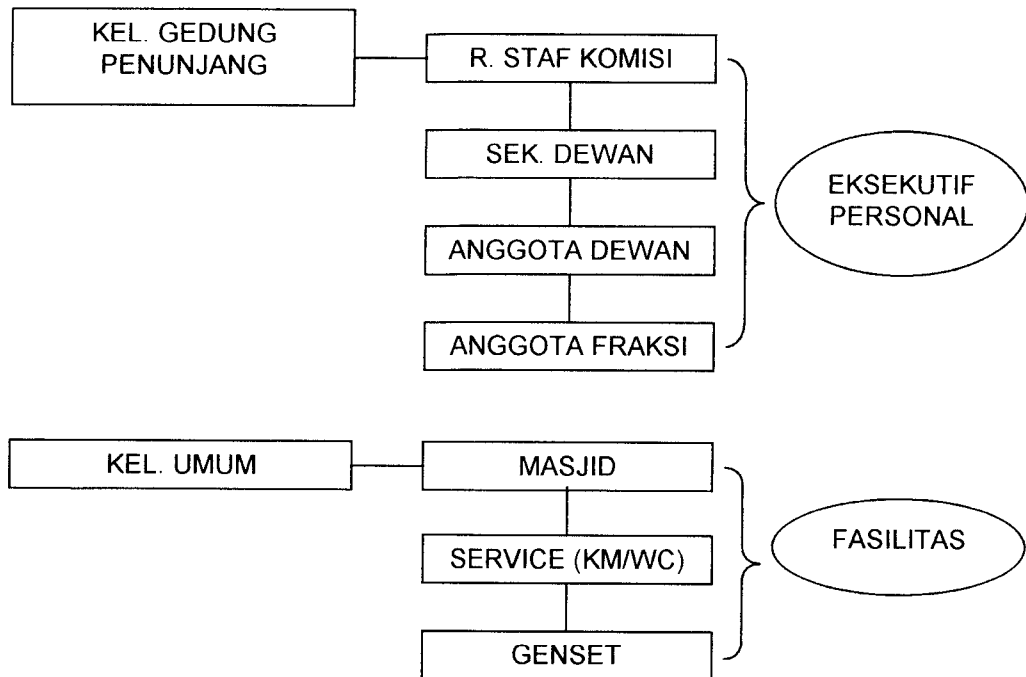 KEL. GEDUNG
PENUNJANG
R. STAF KOMISI
SEK. DEWAN
ANGGOTA DEWAN
ANGGOTA FRAKSI
EKSEKUTIF
PERSONAL
KEL. UMUM
MASJID
SERVICE (KM/WC)
GENSET
FASILITAS